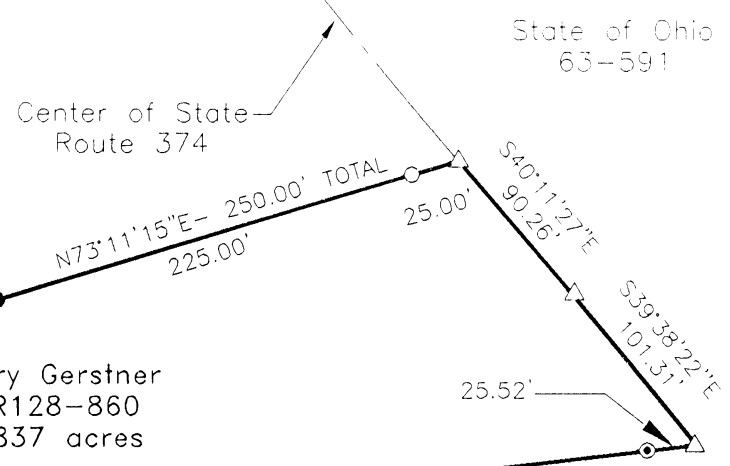 State of Ohio
63-591
Center of State
Route 374
N73°11'15"E- 250.00' TOTAL
225.00'
25.00'
S40°11'27"E
90.26'
S39°38'22"E
101.31'
25.52'
ry Gerstner
R128-860
837 acres